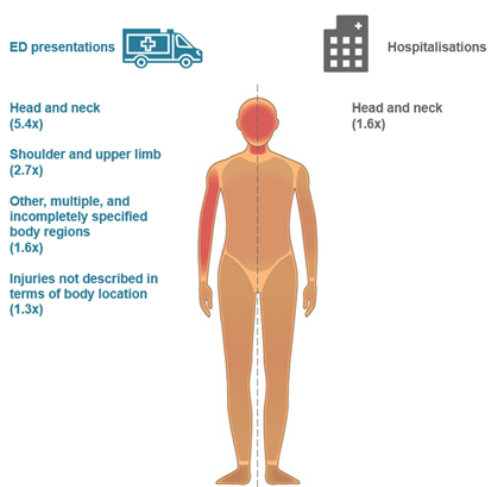 ED presentations
Hospitalisations
Head and neck
(5.4x)
Shoulder and upper limb
(2.7x)
Other, multiple, and
incompletely specified
body regions
(1.6x)
Injuries not described in
terms of body location
(1.3x)
Head and neck
(1.6x)